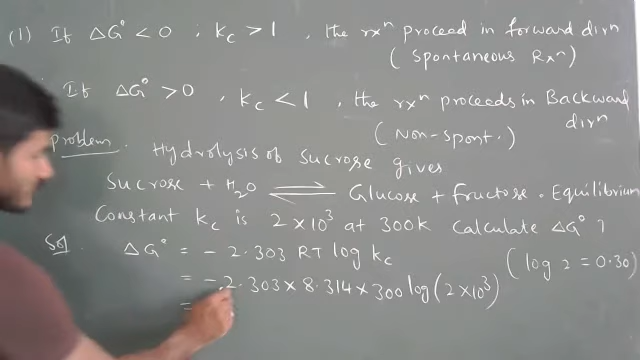 (1) If ΔG° < 0 ; Kc > 1 , the rxⁿ proceed in forward dirⁿ
( Spontaneous Rxⁿ )
If ΔG° > 0 , Kc < 1 , the rxⁿ proceeds in Backward dirⁿ
( Non-spont. )
Problem. Hydrolysis of Sucrose gives
Sucrose + H₂O ⇌ Glucose + fructose. Equilibrium
Constant Kc is 2×10³ at 300K Calculate ΔG° ?
Sol ΔG° = - 2.303 RT log Kc
= - 2.303 × 8.314 × 300 log (2 × 10³) (log 2 = 0.30)
=